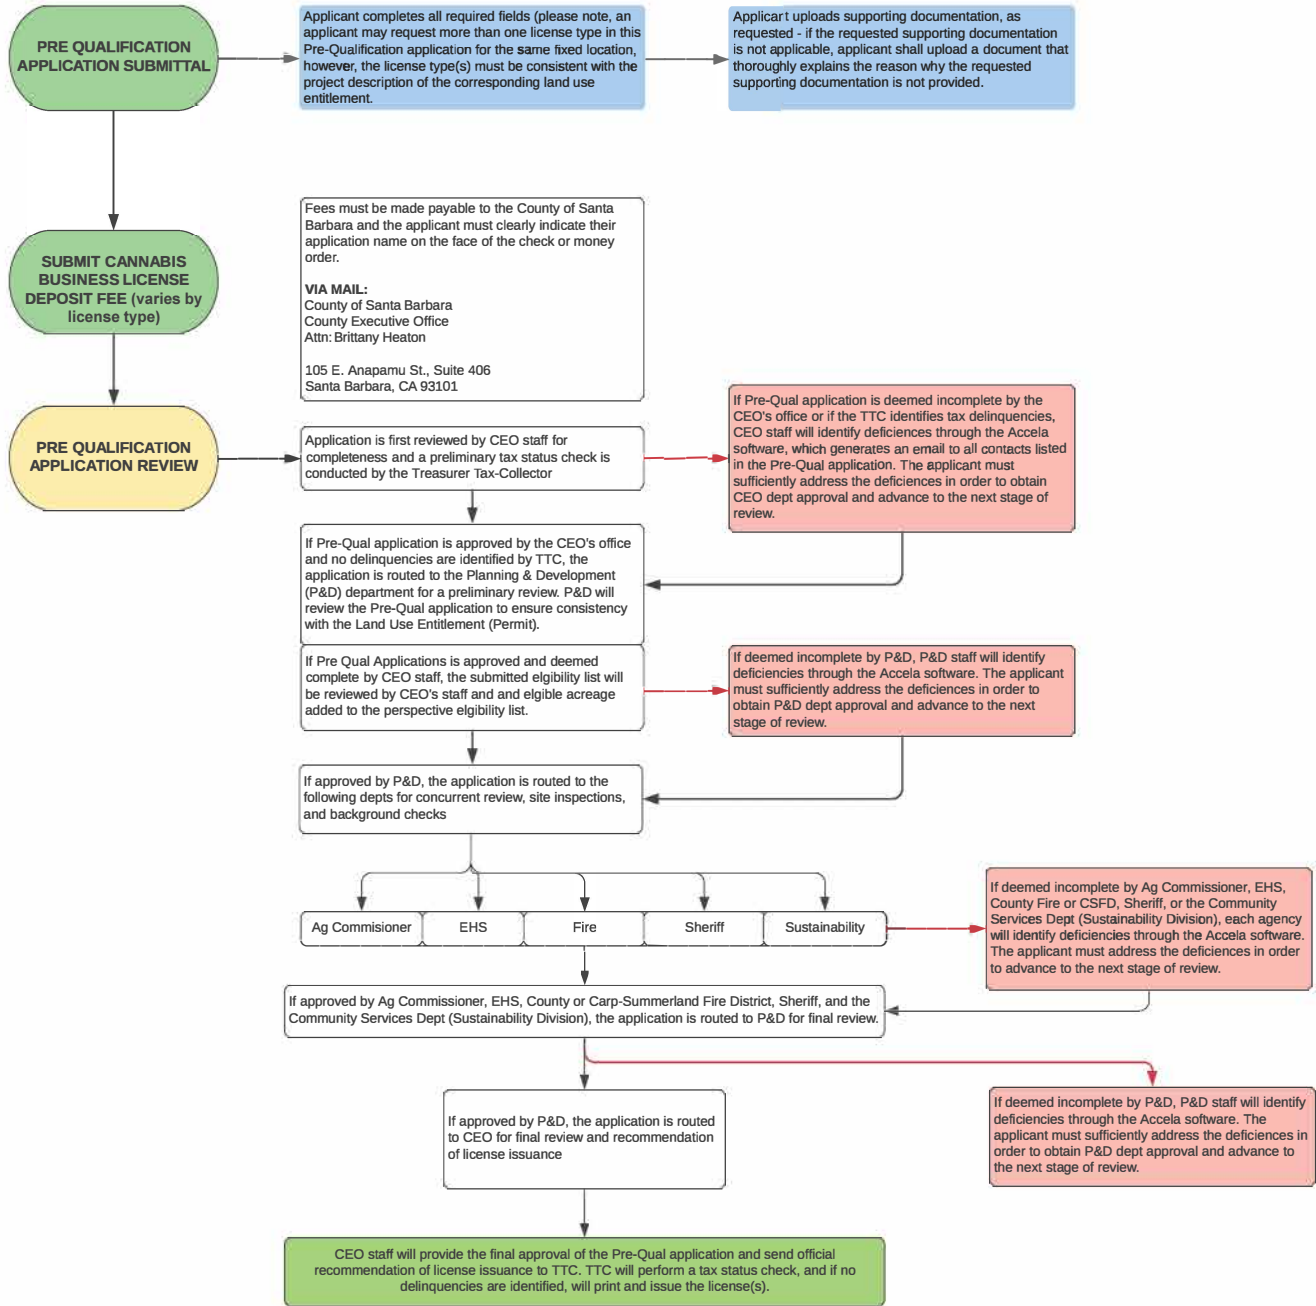 PRE QUALIFICATION
APPLICATION SUBMITTAL
Applicant completes all required fields (please note, an
applicant may request more than one license type in this
Pre-Qualification application for the same fixed location,
however, the license type(s) must be consistent with the
project description of the corresponding land use
entitlement.
Applicant uploads supporting documentation, as
requested - if the requested supporting documentation
is not applicable, applicant shall upload a document that
thoroughly explains the reason why the requested
supporting documentation is not provided.
SUBMIT CANNABIS
BUSINESS LICENSE
DEPOSIT FEE (varies by
license type)
Fees must be made payable to the County of Santa
Barbara and the applicant must clearly indicate their
application name on the face of the check or money
order.
VIA MAIL:
County of Santa Barbara
County Executive Office
Attn: Brittany Heaton
105 E. Anapamu St., Suite 406
Santa Barbara, CA 93101
PRE QUALIFICATION
APPLICATION REVIEW
Application is first reviewed by CEO staff for
completeness and a preliminary tax status check is
conducted by the Treasurer Tax-Collector
If Pre-Qual application is deemed incomplete by the
CEO's office or if the TTC identifies tax delinquencies,
CEO staff will identify deficiences through the Accela
software, which generates an email to all contacts listed
in the Pre-Qual application. The applicant must
sufficiently address the deficiences in order to obtain
CEO dept approval and advance to the next stage of
review.
If Pre-Qual application is approved by the CEO's office
and no delinquencies are identified by TTC, the
application is routed to the Planning & Development
(P&D) department for a preliminary review. P&D will
review the Pre-Qual application to ensure consistency
with the Land Use Entitlement (Permit).
If Pre Qual Applications is approved and deemed
complete by CEO staff, the submitted elgibility list will
be reviewed by CEO's staff and and elgible acreage
added to the perspective elgibility list.
If deemed incomplete by P&D, P&D staff will identify
deficiencies through the Accela software. The applicant
must sufficiently address the deficiences in order to
obtain P&D dept approval and advance to the next
stage of review.
If approved by P&D, the application is routed to the
following depts for concurrent review, site inspections,
and background checks
Ag Commisioner
EHS
Fire
Sheriff
Sustainability
If deemed incomplete by Ag Commissioner, EHS,
County Fire or CSFD, Sheriff, or the Community
Services Dept (Sustainability Division), each agency
will identify deficiencies through the Accela software.
The applicant must address the deficiences in order
to advance to the next stage of review.
If approved by Ag Commissioner, EHS, County or Carp-Summerland Fire District, Sheriff, and the
Community Services Dept (Sustainability Division), the application is routed to P&D for final review.
If approved by P&D, the application is routed
to CEO for final review and recommendation
of license issuance
If deemed incomplete by P&D, P&D staff will identify
deficiencies through the Accela software. The
applicant must sufficiently address the deficiences in
order to obtain P&D dept approval and advance to
the next stage of review.
CEO staff will provide the final approval of the Pre-Qual application and send official
recommendation of license issuance to TTC. TTC will perform a tax status check, and if no
delinquencies are identified, will print and issue the license(s).